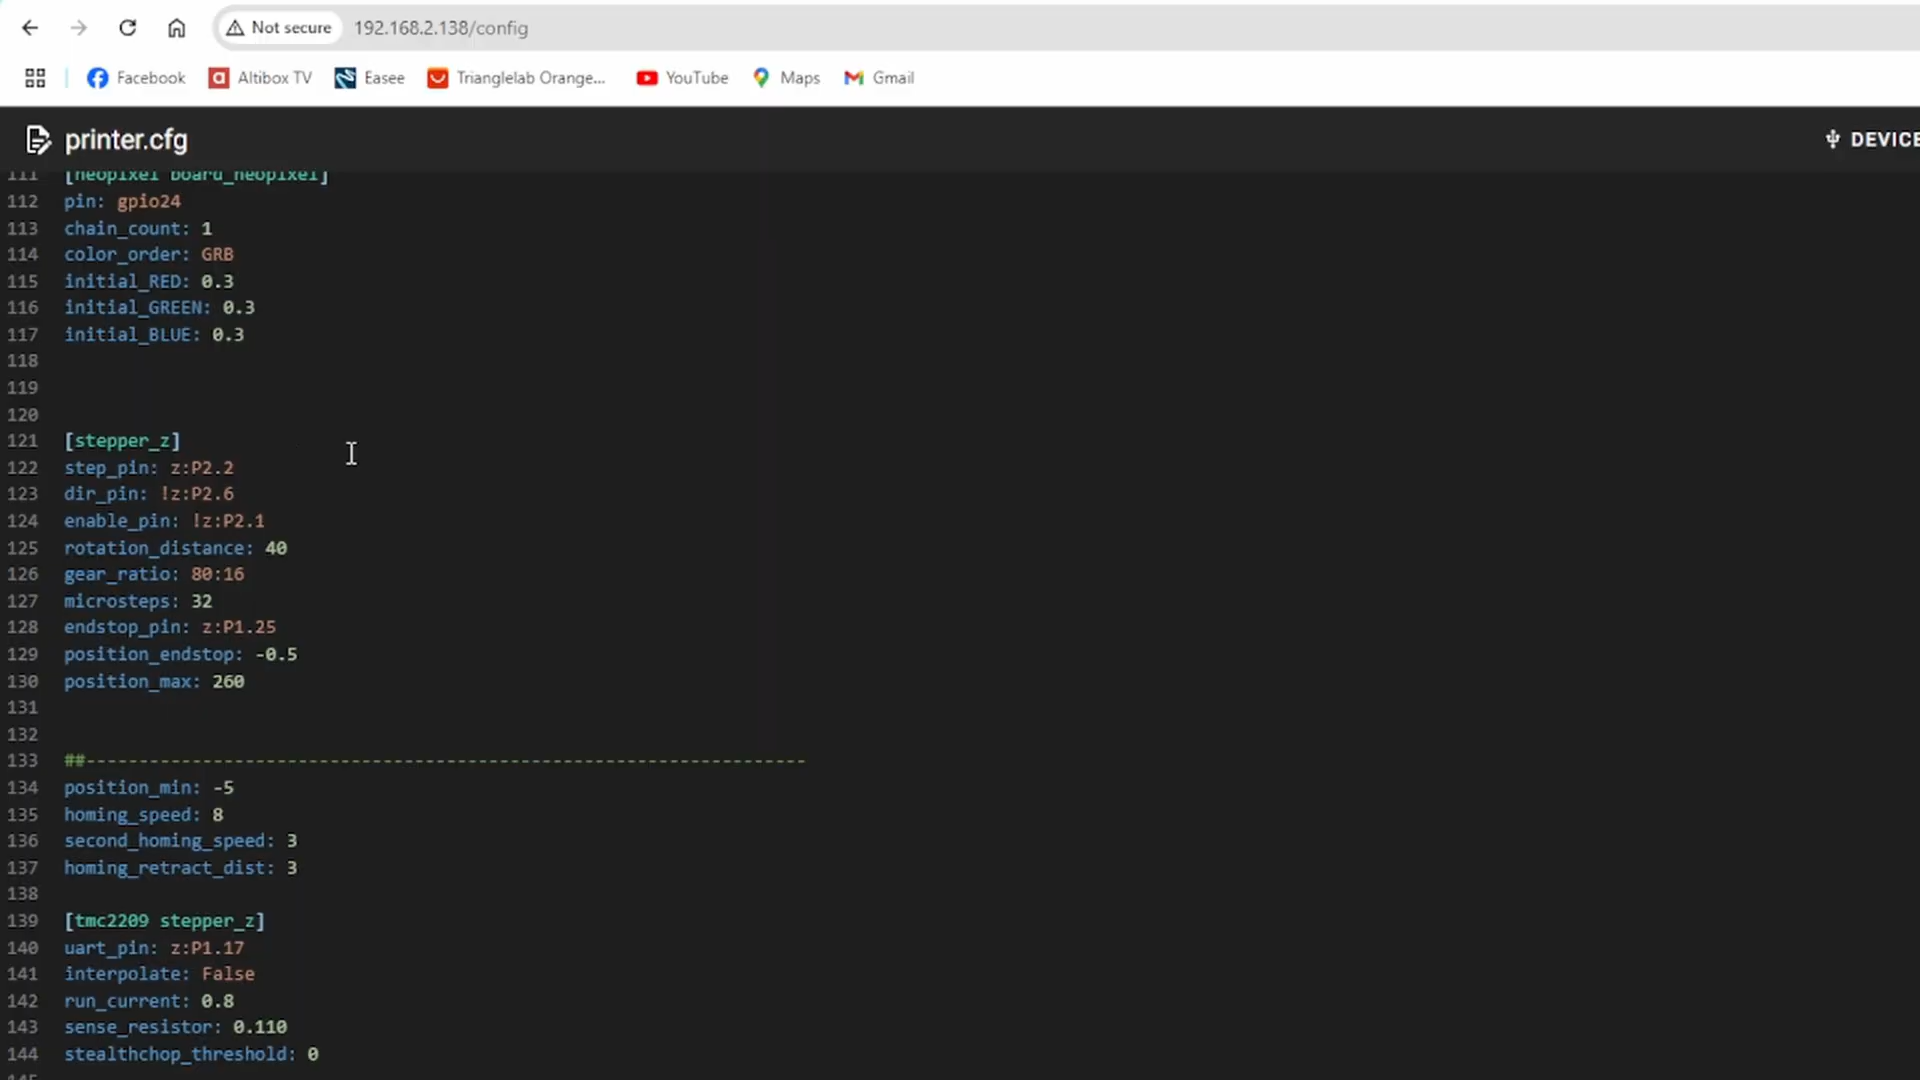 Not secure 192.168.2.138/config
Facebook Altibox TV Easee Trianglelab Orange... YouTube Maps Gmail
printer.cfg DEVICE
111 [neopixel board_neopixel]
112 pin: gpio24
113 chain_count: 1
114 color_order: GRB
115 initial_RED: 0.3
116 initial_GREEN: 0.3
117 initial_BLUE: 0.3
118
119
120
121 [stepper_z]
122 step_pin: z:P2.2
123 dir_pin: !z:P2.6
124 enable_pin: !z:P2.1
125 rotation_distance: 40
126 gear_ratio: 80:16
127 microsteps: 32
128 endstop_pin: z:P1.25
129 position_endstop: -0.5
130 position_max: 260
131
132
133 ##--------------------------------------------------------------------
134 position_min: -5
135 homing_speed: 8
136 second_homing_speed: 3
137 homing_retract_dist: 3
138
139 [tmc2209 stepper_z]
140 uart_pin: z:P1.17
141 interpolate: False
142 run_current: 0.8
143 sense_resistor: 0.110
144 stealthchop_threshold: 0
145